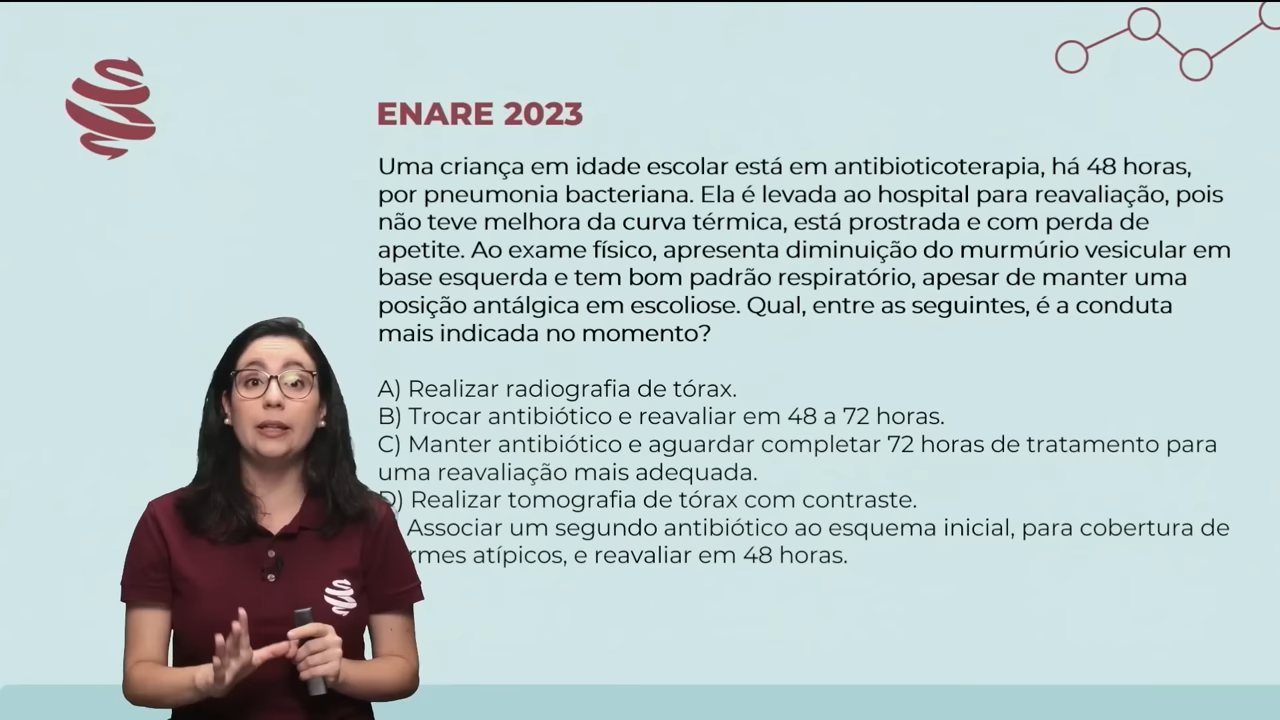 ENARE 2023
Uma criança em idade escolar está em antibioticoterapia, há 48 horas,
por pneumonia bacteriana. Ela é levada ao hospital para reavaliação, pois
não teve melhora da curva térmica, está prostrada e com perda de
apetite. Ao exame físico, apresenta diminuição do murmúrio vesicular em
base esquerda e tem bom padrão respiratório, apesar de manter uma
posição antálgica em escoliose. Qual, entre as seguintes, é a conduta
mais indicada no momento?
A) Realizar radiografia de tórax.
B) Trocar antibiótico e reavaliar em 48 a 72 horas.
C) Manter antibiótico e aguardar completar 72 horas de tratamento para
uma reavaliação mais adequada.
D) Realizar tomografia de tórax com contraste.
Associar um segundo antibiótico ao esquema inicial, para cobertura de
rmes atípicos, e reavaliar em 48 horas.